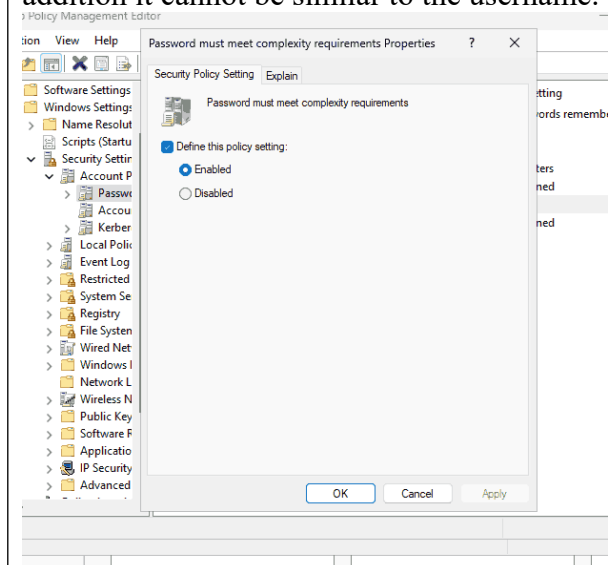 addition it cannot be similar to the username.
Policy Management Editor
View Help
Password must meet complexity requirements Properties ? ×
Security Policy Setting Explain
Password must meet complexity requirements
Define this policy setting:
Enabled
Disabled
OK Cancel Apply
Software Settings
Windows Settings
Name Resolut
Scripts (Startu
Security Settin
Account P
Passwo
Accou
Kerber
Local Polic
Event Log
Restricted
System Se
Registry
File System
Wired Net
Windows
Network L
Wireless N
Public Key
Software R
Applicatio
IP Security
Advanced
etting
ords remembe
ters
ned
ned